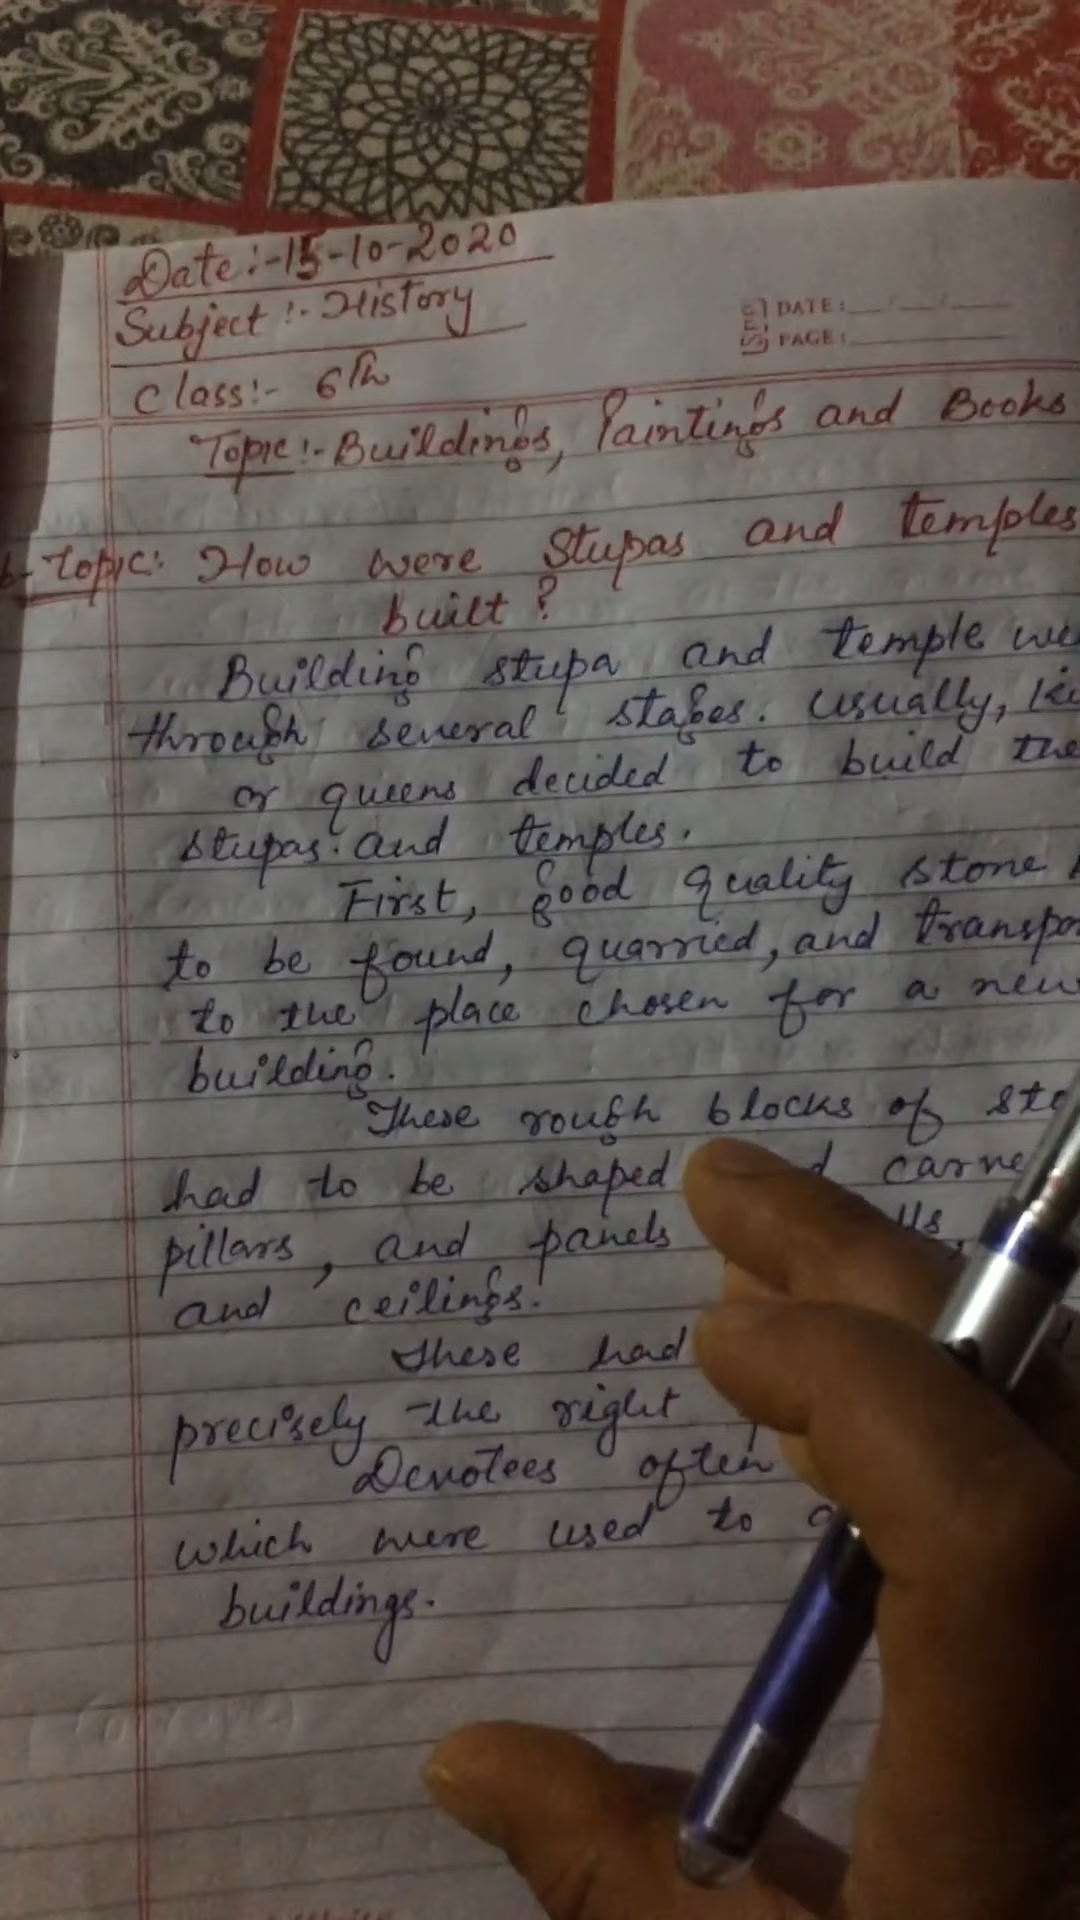 Date:-15-10-2020
Subject:- History
DATE:
PAGE:
Class:- 6th
Topic:- Buildings, Paintings and Books
Topic: How were Stupas and temples
built?
Building stupa and temple
through several stages. usually,
or queens decided to build
stupas and temples.
First, good quality stone
to be found, quarried, and
to the place chosen for a new
building.
These rough blocks of
had to be shaped
pillars, and panels
and ceilings.
These had
precisely the right
Devotees often
which were used to
buildings.